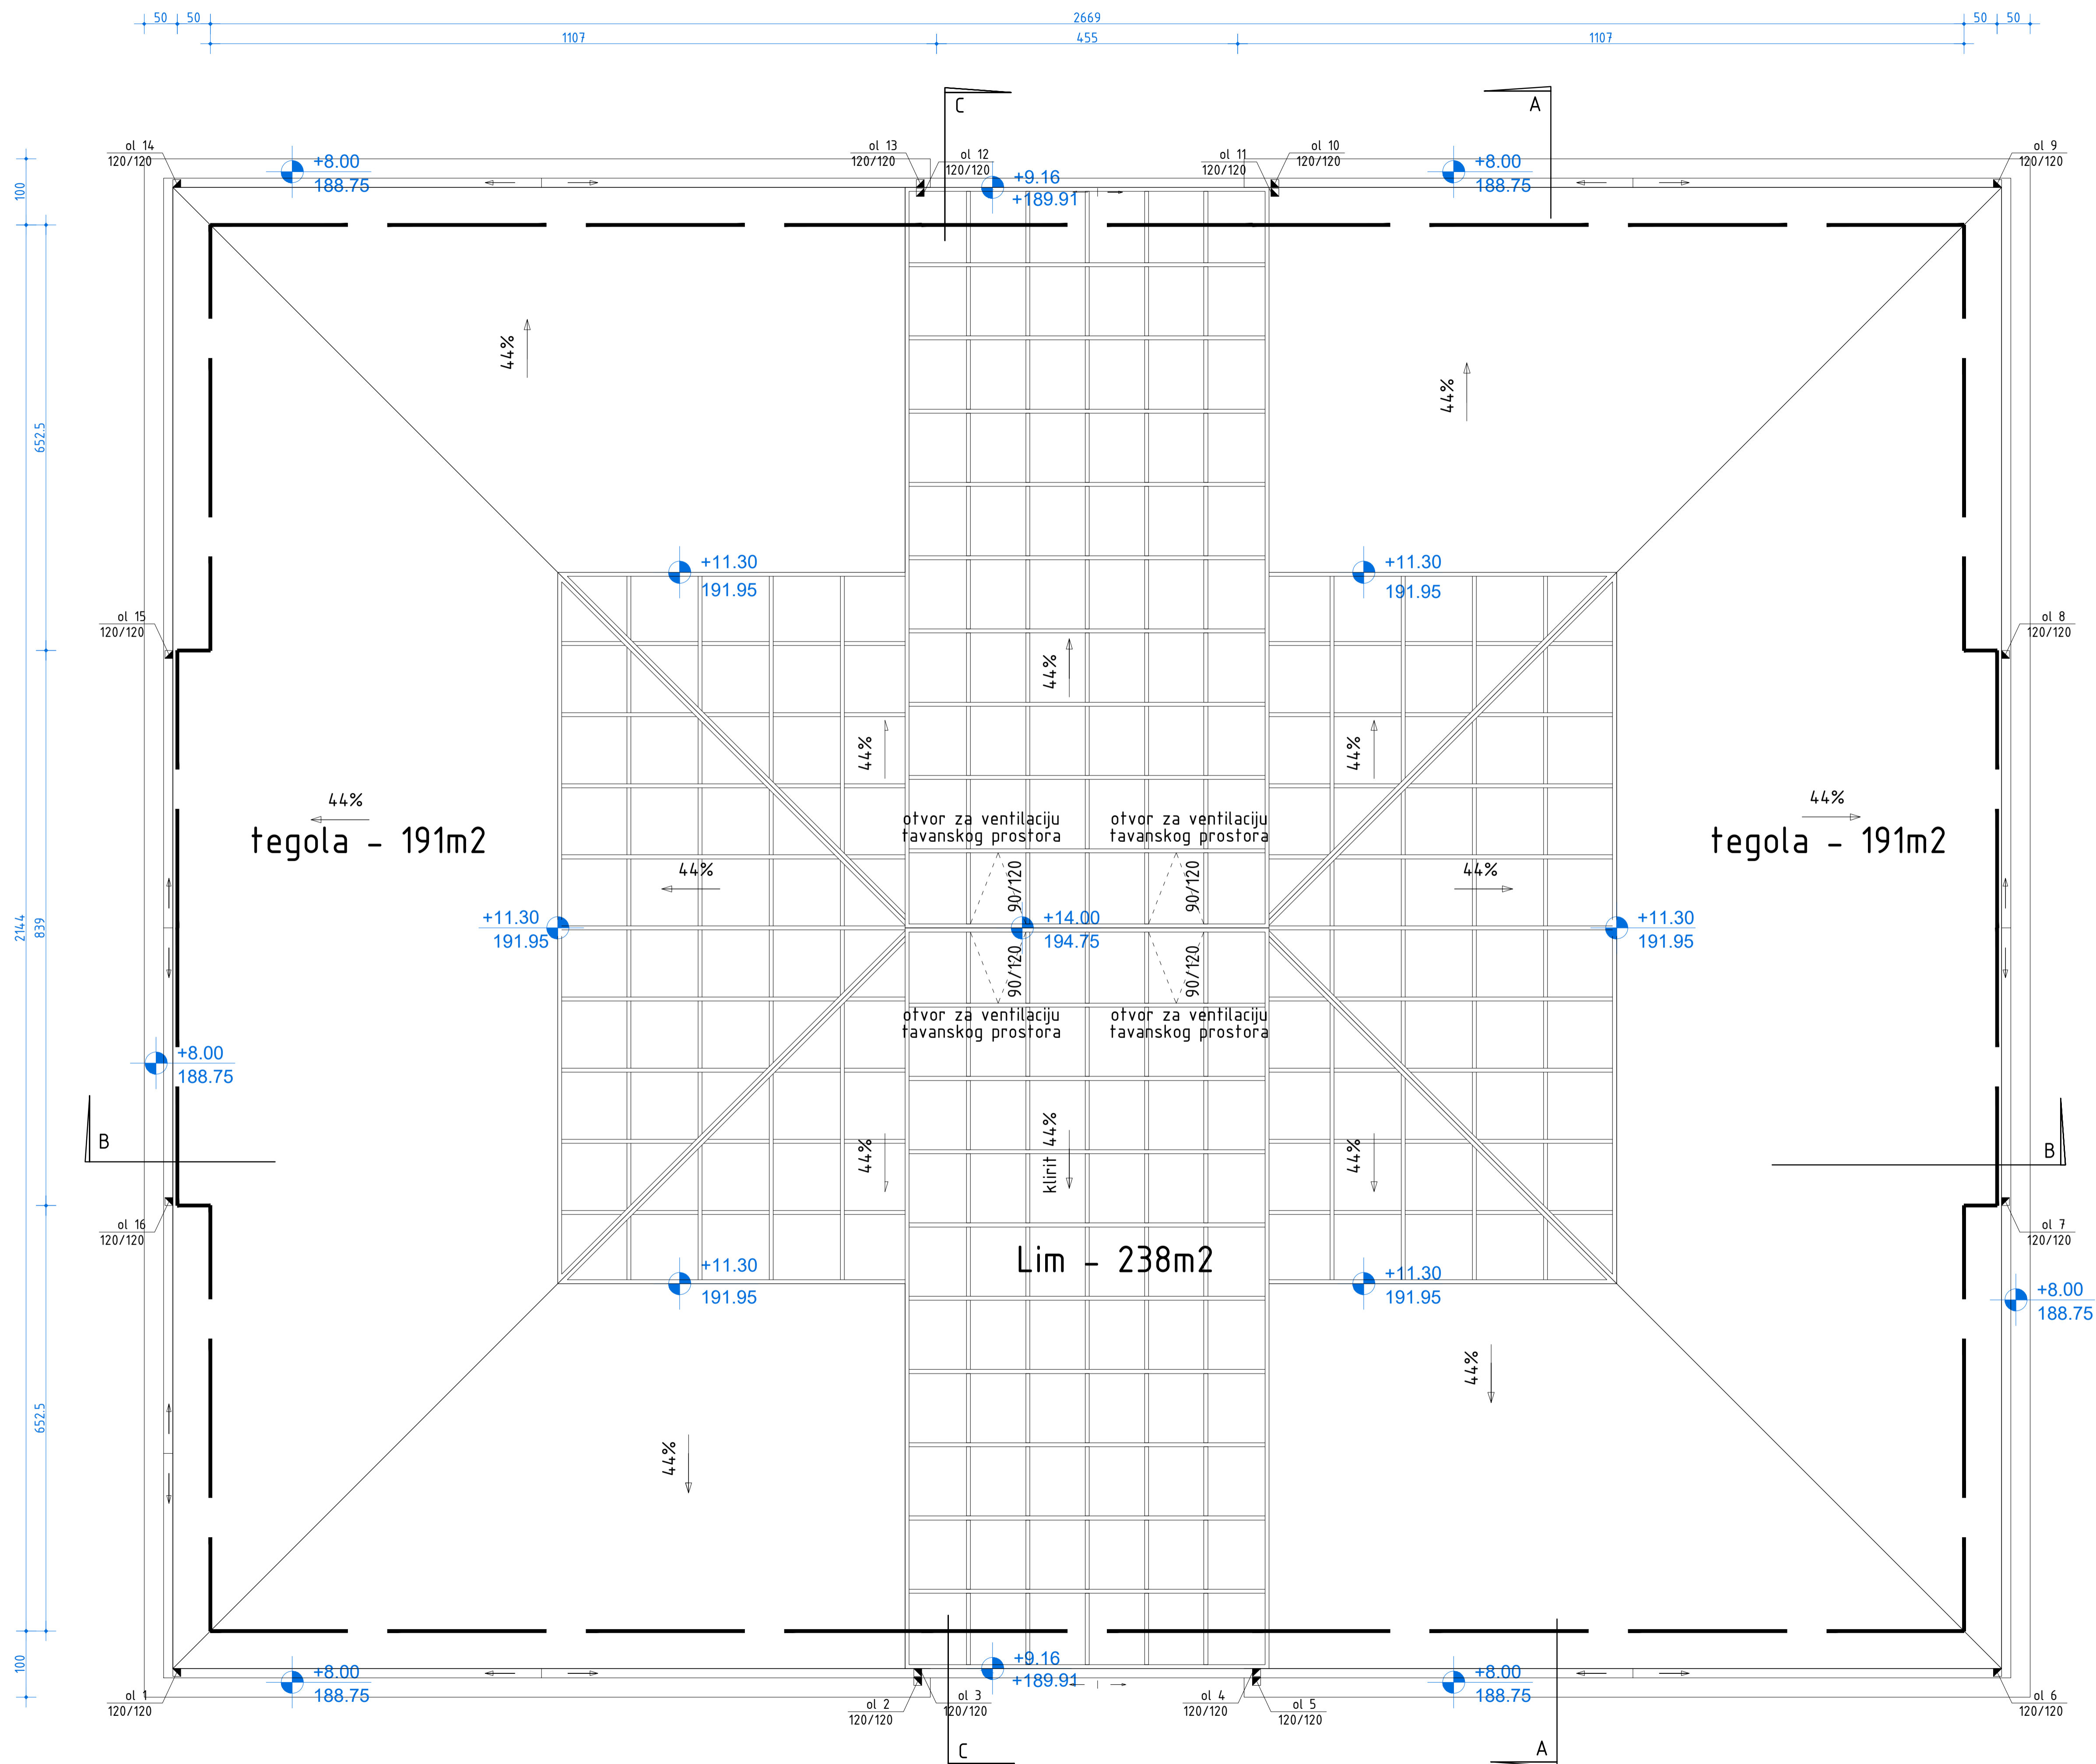 50 50 2669 50 50
1107 455 1107
C A
ol 14
120/120
+8.00
188.75
ol 13
120/120
ol 12
120/120
+9.16
+189.91
ol 11
120/120
ol 10
120/120
+8.00
188.75
ol 9
120/120
100
652.5
2144
839
652.5
100
44%
44%
+11.30
191.95
+11.30
191.95
ol 15
120/120
ol 8
120/120
44%
44%
44%
44%
tegola - 191m2
44%
tegola - 191m2
otvor za ventilaciju
tavanskog prostora
otvor za ventilaciju
tavanskog prostora
44%
90/120
90/120
44%
+11.30
191.95
+14.00
194.75
+11.30
191.95
90/120
90/120
otvor za ventilaciju
tavanskog prostora
otvor za ventilaciju
tavanskog prostora
+8.00
188.75
B
44%
klirit 44%
44%
B
ol 16
120/120
ol 7
120/120
Lim - 238m2
+11.30
191.95
+11.30
191.95
+8.00
188.75
44%
44%
+8.00
188.75
+9.16
+189.91
+8.00
188.75
ol 1
120/120
ol 2
120/120
ol 3
120/120
ol 4
120/120
ol 5
120/120
ol 6
120/120
C A